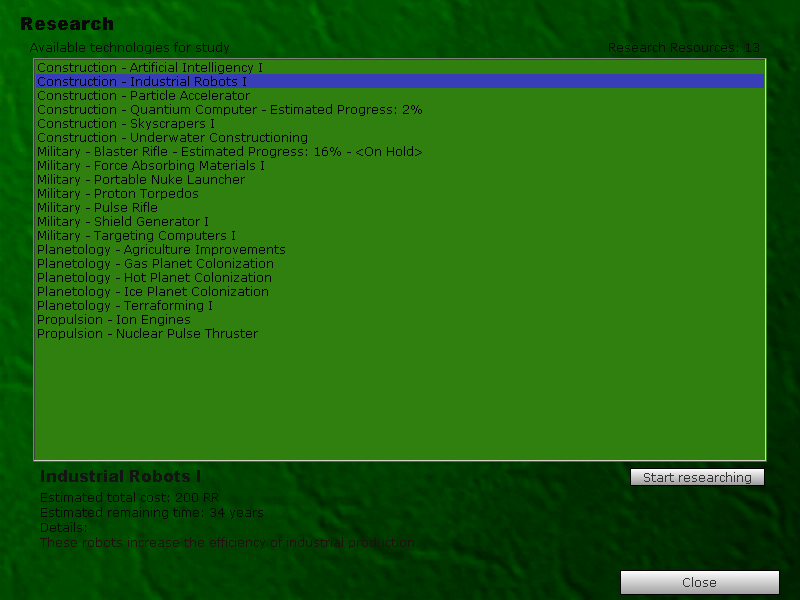 Research
Available technologies for study
Research Resources: 13
Construction - Artificial Intelligency I
Construction - Industrial Robots I
Construction - Particle Accelerator
Construction - Quantium Computer - Estimated Progress: 2%
Construction - Skyscrapers I
Construction - Underwater Constructioning
Military - Blaster Rifle - Estimated Progress: 16% - <On Hold>
Military - Force Absorbing Materials I
Military - Portable Nuke Launcher
Military - Proton Torpedos
Military - Pulse Rifle
Military - Shield Generator I
Military - Targeting Computers I
Planetology - Agriculture Improvements
Planetology - Gas Planet Colonization
Planetology - Hot Planet Colonization
Planetology - Ice Planet Colonization
Planetology - Terraforming I
Propulsion - Ion Engines
Propulsion - Nuclear Pulse Thruster
Industrial Robots I
Start researching
Estimated total cost: 200 RR
Estimated remaining time: 34 years
Details:
These robots increase the efficiency of industrial production.
Close